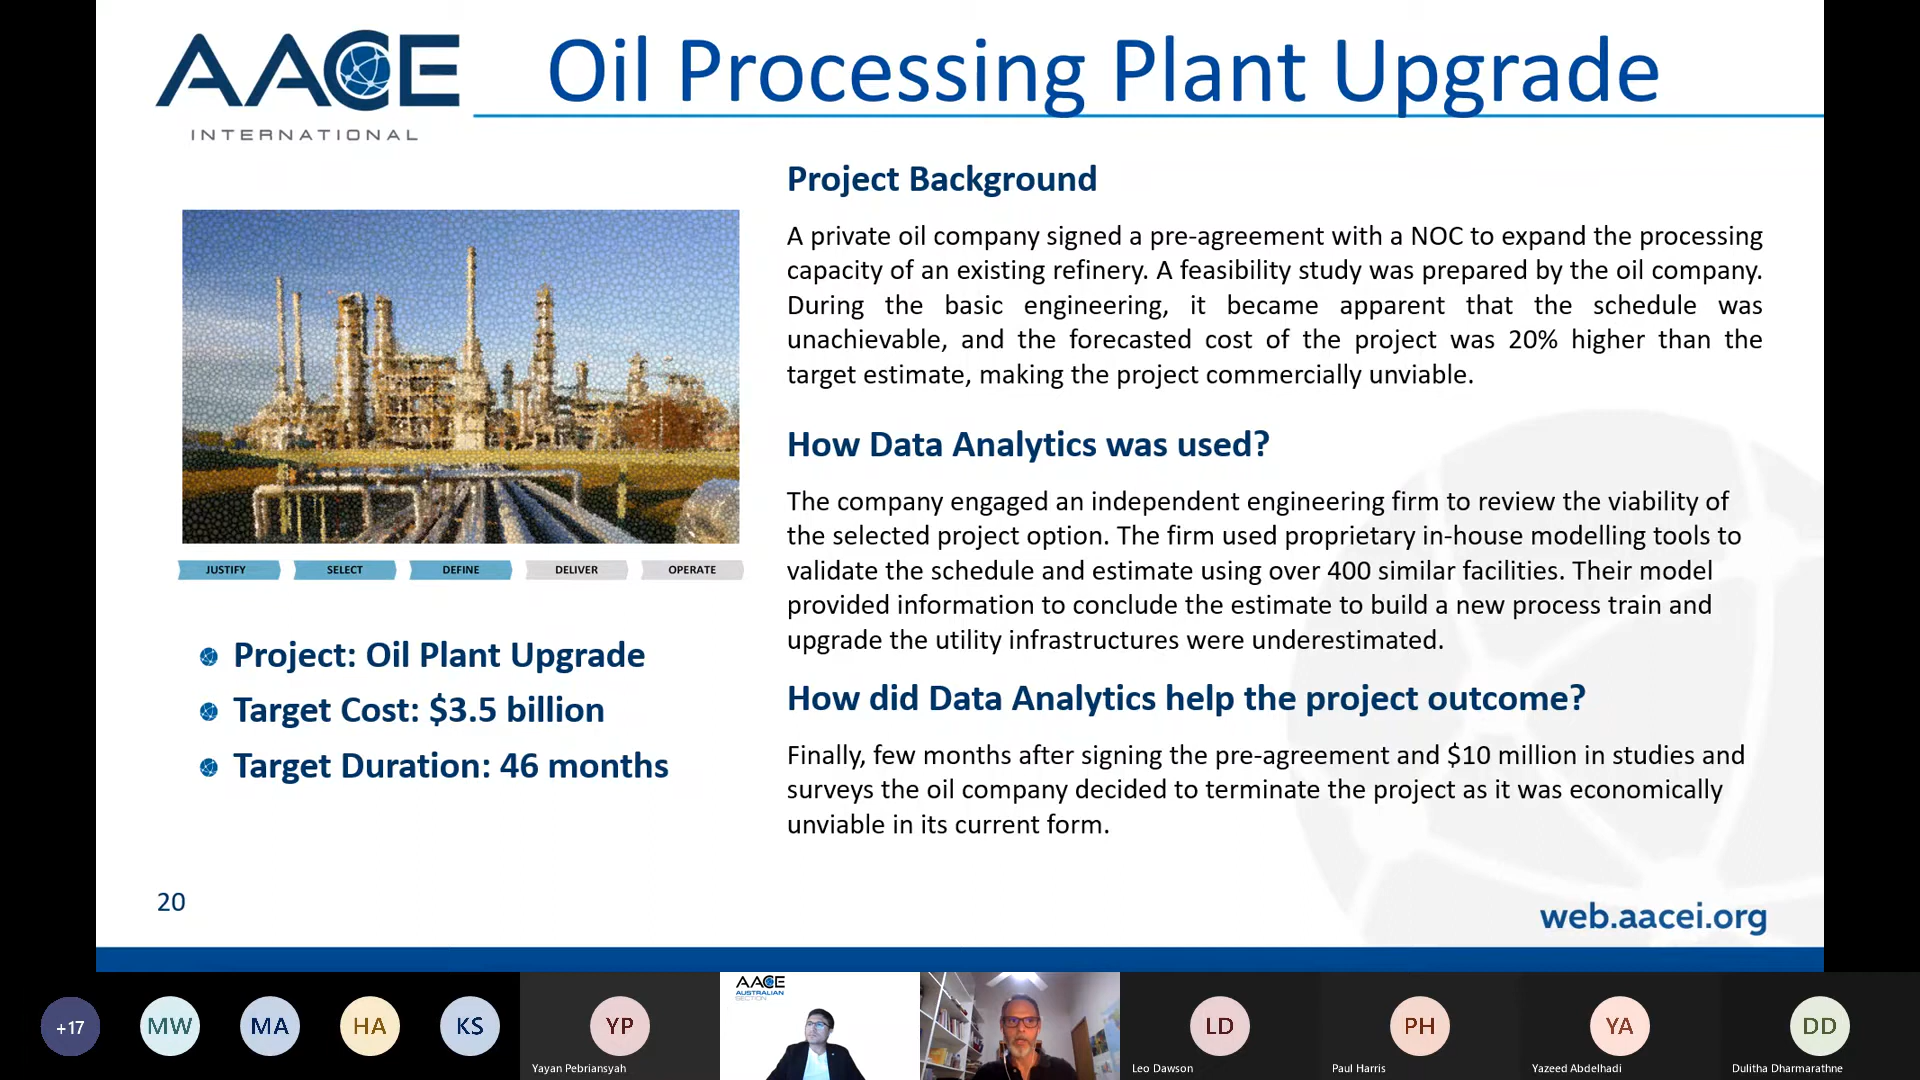 AACE
INTERNATIONAL
Oil Processing Plant Upgrade
JUSTIFY
SELECT
DEFINE
DELIVER
OPERATE
Project: Oil Plant Upgrade
Target Cost: $3.5 billion
Target Duration: 46 months
Project Background
A private oil company signed a pre-agreement with a NOC to expand the processing
capacity of an existing refinery. A feasibility study was prepared by the oil company.
During the basic engineering, it became apparent that the schedule was
unachievable, and the forecasted cost of the project was 20% higher than the
target estimate, making the project commercially unviable.
How Data Analytics was used?
The company engaged an independent engineering firm to review the viability of
the selected project option. The firm used proprietary in-house modelling tools to
validate the schedule and estimate using over 400 similar facilities. Their model
provided information to conclude the estimate to build a new process train and
upgrade the utility infrastructures were underestimated.
How did Data Analytics help the project outcome?
Finally, few months after signing the pre-agreement and $10 million in studies and
surveys the oil company decided to terminate the project as it was economically
unviable in its current form.
20
web.aacei.org
+17
MW
MA
HA
KS
YP
Yayan Pebriansyah
AACE
AUSTRALIAN
SECTION
LD
Leo Dawson
PH
Paul Harris
YA
Yazeed Abdelhadi
DD
Dulitha Dharmarathne